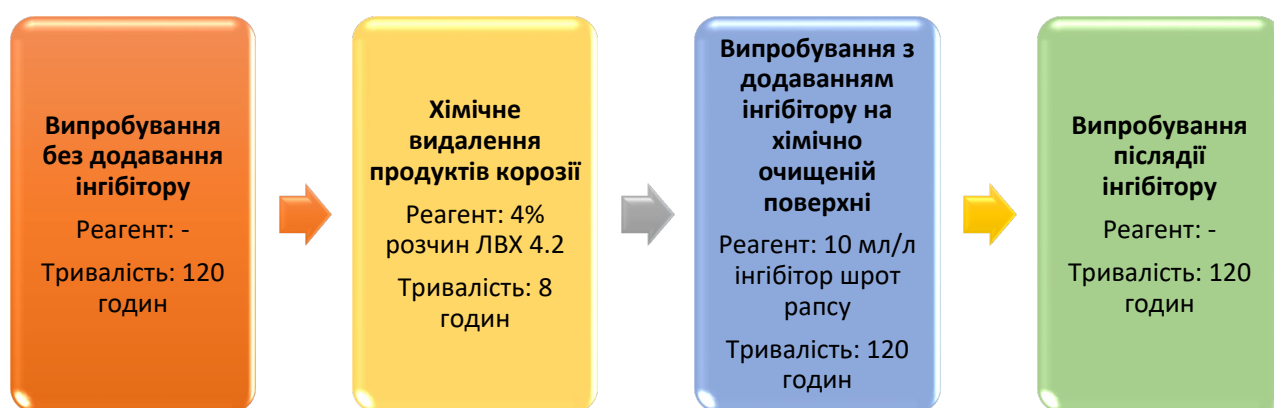 Випробування
без додавання
інгібітору
Реагент: -
Тривалість: 120
годин
Хімічне
видалення
продуктів корозії
Реагент: 4%
розчин ЛВХ 4.2
Тривалість: 8
годин
Випробування з
додаванням
інгібітору на
хімічно
очищеній
поверхні
Реагент: 10 мл/л
інгібітор шрот
рапсу
Тривалість: 120
годин
Випробування
післядії
інгібітору
Реагент: -
Тривалість: 120
годин